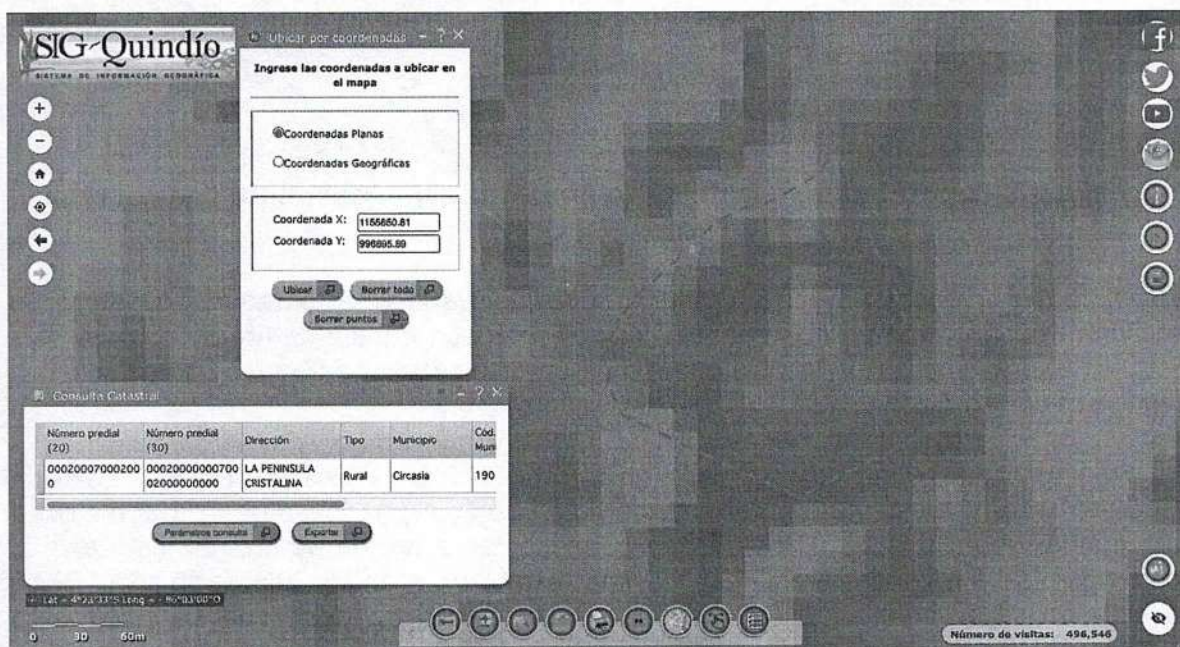 SIG-Quindío
SISTEMA DE INFORMACIÓN GEOGRÁFICA
Ubicar por coordenadas
Ingrese las coordenadas a ubicar en
el mapa
Coordenadas Planas
Coordenadas Geográficas
Coordenada X: 1155850.81
Coordenada Y: 996895.89
Ubicar
Borrar todo
Borrar puntos
Consulta Catastral
Número predial (20) Número predial (30) Dirección Tipo Municipio Cód. Muni
00020007000200 00020000000700 LA PENINSULA Rural Circasia 190
0 02000000000 CRISTALINA
Parámetros consulta
Exportar
0 30 60m
Número de visitas: 496,546